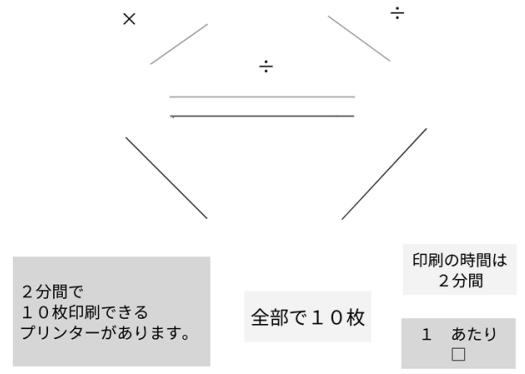 ×
÷
÷
２分間で
１０枚印刷できる
プリンターがあります。
全部で１０枚
印刷の時間は
２分間
１　あたり
□